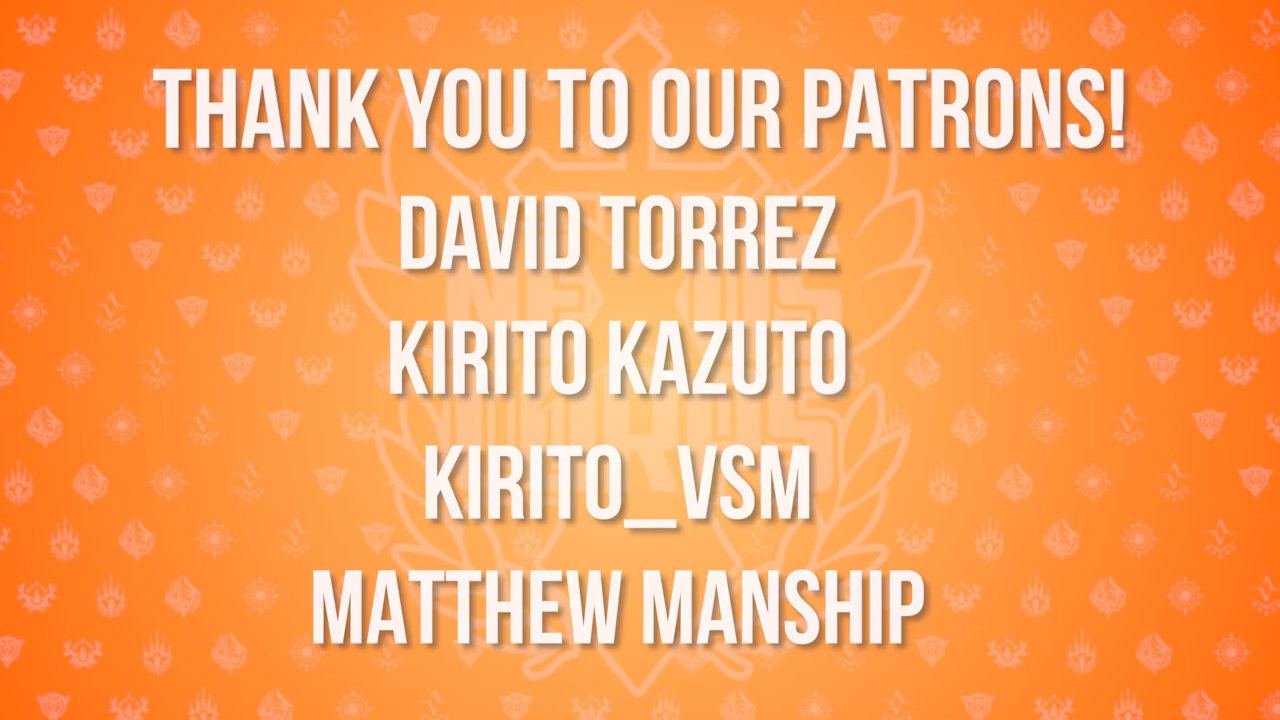 THANK YOU TO OUR PATRONS!
DAVID TORREZ
KIRITO KAZUTO
KIRITO_VSM
MATTHEW MANSHIP